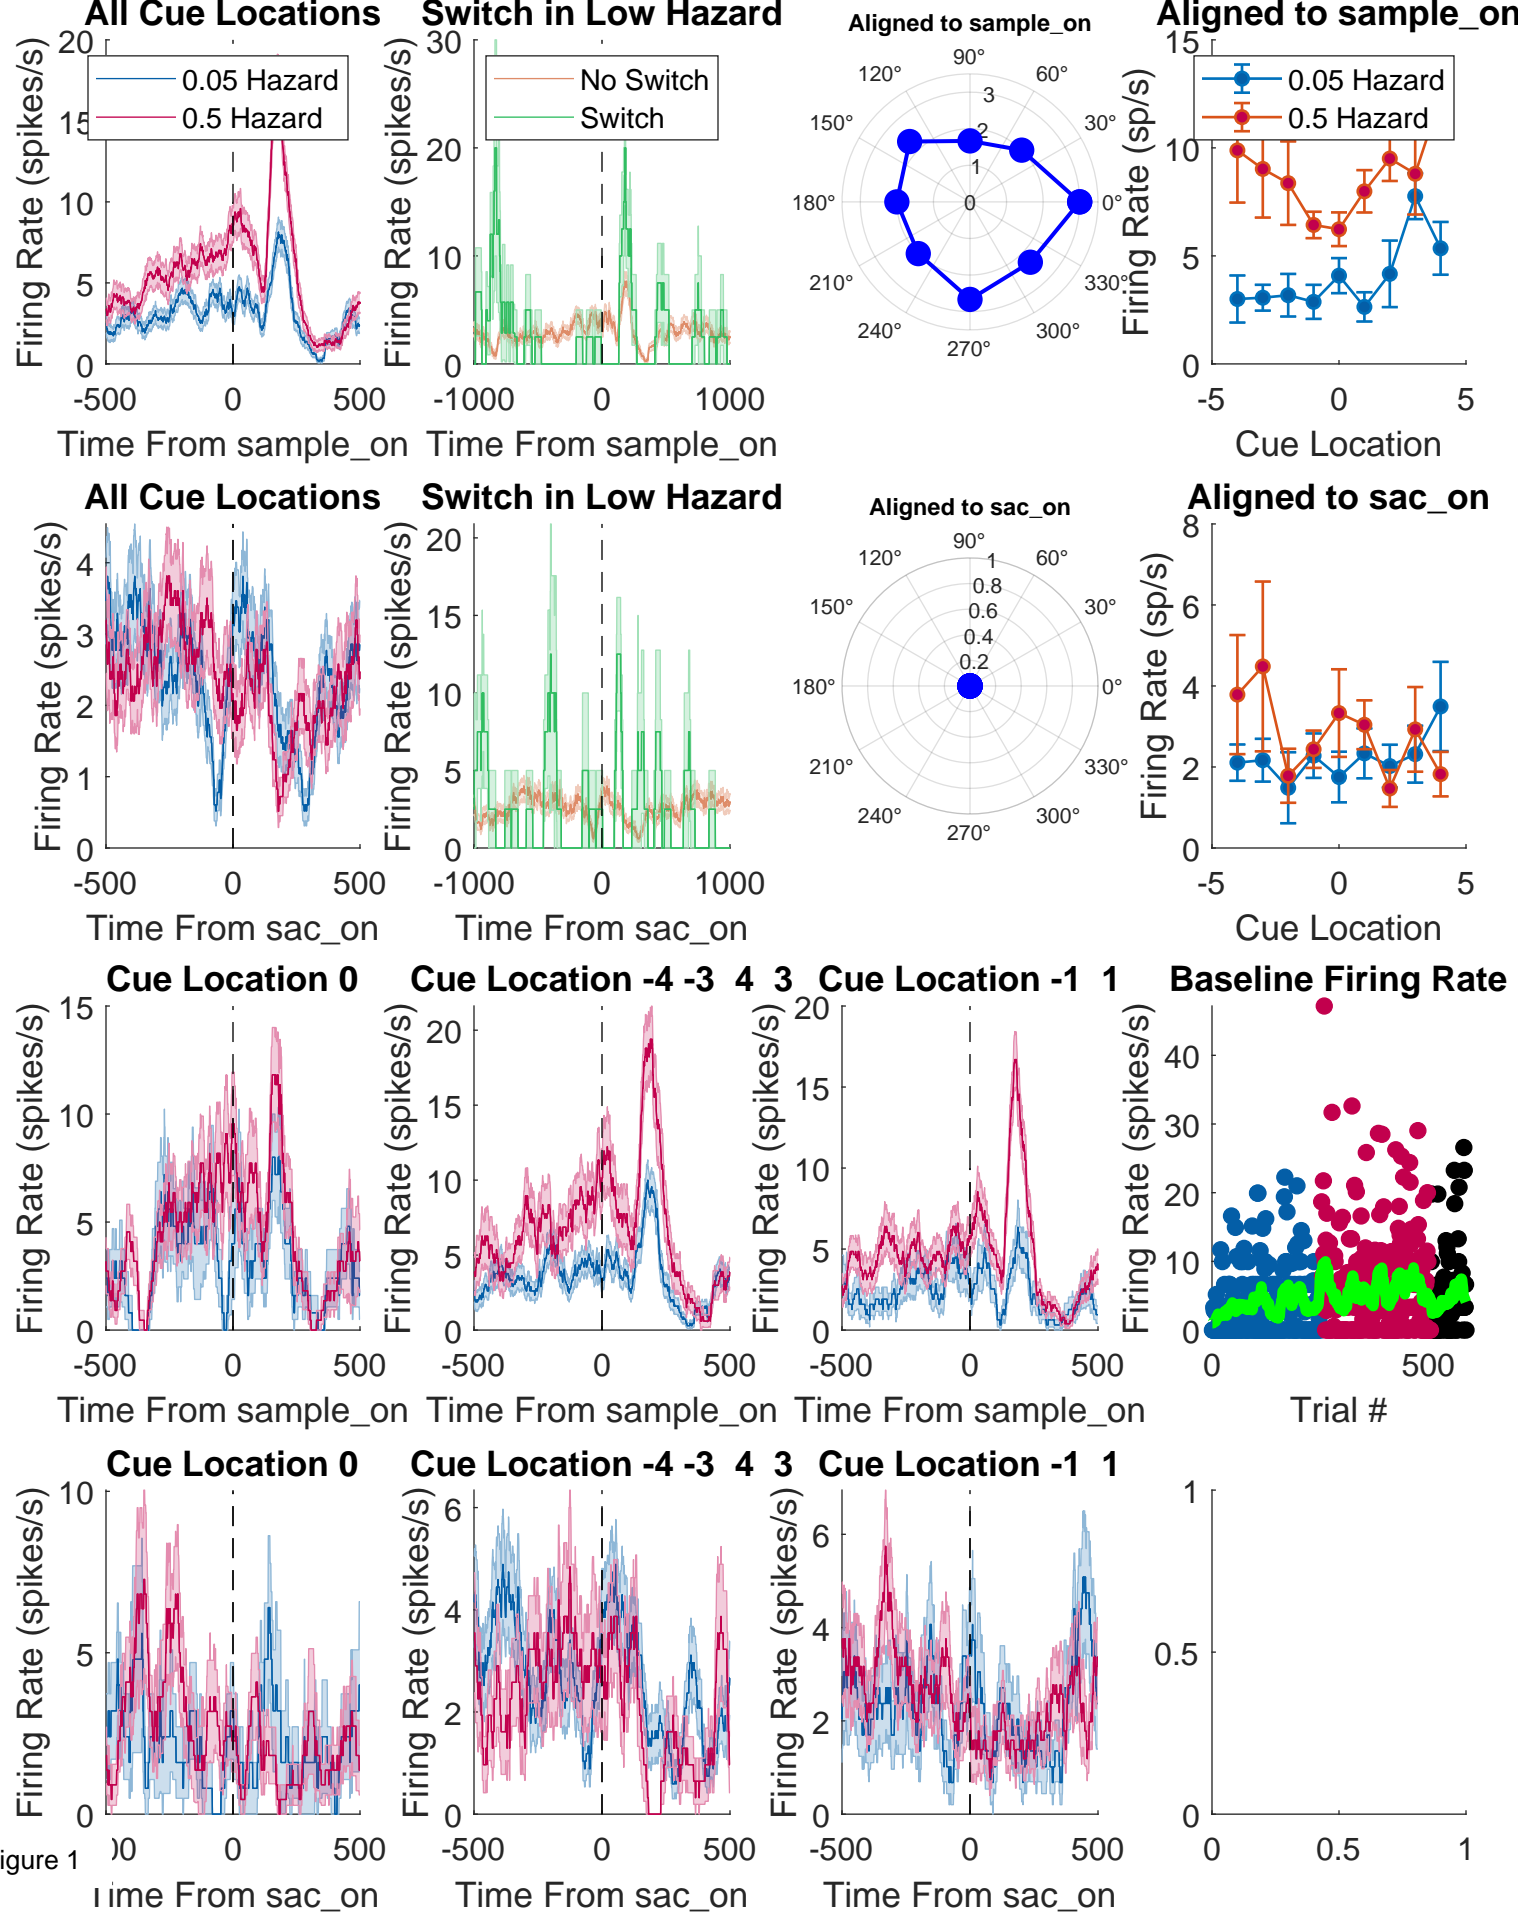 All Cue Locations
Switch in Low Hazard
Aligned to sample_on
Aligned to sample_on
0.05 Hazard
0.5 Hazard
No Switch
Switch
0.05 Hazard
0.5 Hazard
Firing Rate (spikes/s)
20
15
10
5
0
-500 0 500
Time From sample_on
Firing Rate (spikes/s)
30
20
10
0
-1000 0 1000
Time From sample_on
90°
120° 60°
150° 30°
180° 0°
210° 330°
240° 300°
270°
3
2
1
0
Firing Rate (sp/s)
15
10
5
0
-5 0 5
Cue Location
All Cue Locations
Switch in Low Hazard
Aligned to sac_on
Aligned to sac_on
Firing Rate (spikes/s)
4
3
2
1
0
-500 0 500
Time From sac_on
Firing Rate (spikes/s)
20
15
10
5
0
-1000 0 1000
Time From sac_on
90°
120° 60°
150° 30°
180° 0°
210° 330°
240° 300°
270°
1
0.8
0.6
0.4
0.2
Firing Rate (sp/s)
8
6
4
2
0
-5 0 5
Cue Location
Cue Location 0
Cue Location -4 -3 4 3
Cue Location -1 1
Baseline Firing Rate
Firing Rate (spikes/s)
15
10
5
0
-500 0 500
Time From sample_on
Firing Rate (spikes/s)
20
15
10
5
0
-500 0 500
Time From sample_on
Firing Rate (spikes/s)
20
15
10
5
0
-500 0 500
Time From sample_on
Firing Rate (spikes/s)
40
30
20
10
0
0 500
Trial #
Cue Location 0
Cue Location -4 -3 4 3
Cue Location -1 1
Firing Rate (spikes/s)
10
5
0
00 0 500
Time From sac_on
Firing Rate (spikes/s)
6
4
2
0
-500 0 500
Time From sac_on
Firing Rate (spikes/s)
6
4
2
0
-500 0 500
Time From sac_on
1
0.5
0
0 0.5 1
igure 1